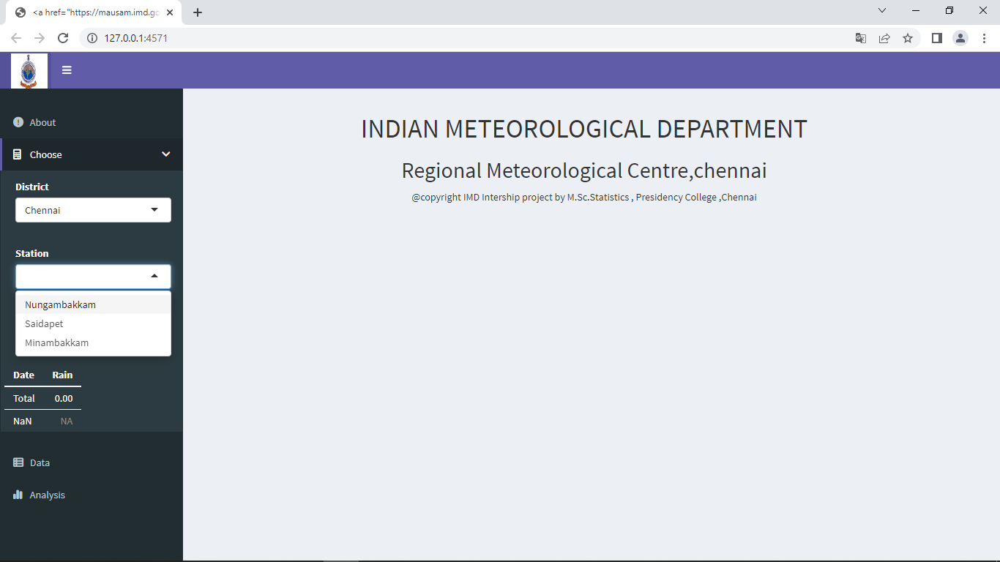 <a href="https://mausam.imd.go
127.0.0.1:4571
About
Choose
District
Chennai
Station
Nungambakkam
Saidapet
Minambakkam
Date Rain
Total 0.00
NaN NA
Data
Analysis
INDIAN METEOROLOGICAL DEPARTMENT
Regional Meteorological Centre,chennai
@copyright IMD Intership project by M.Sc.Statistics , Presidency College ,Chennai